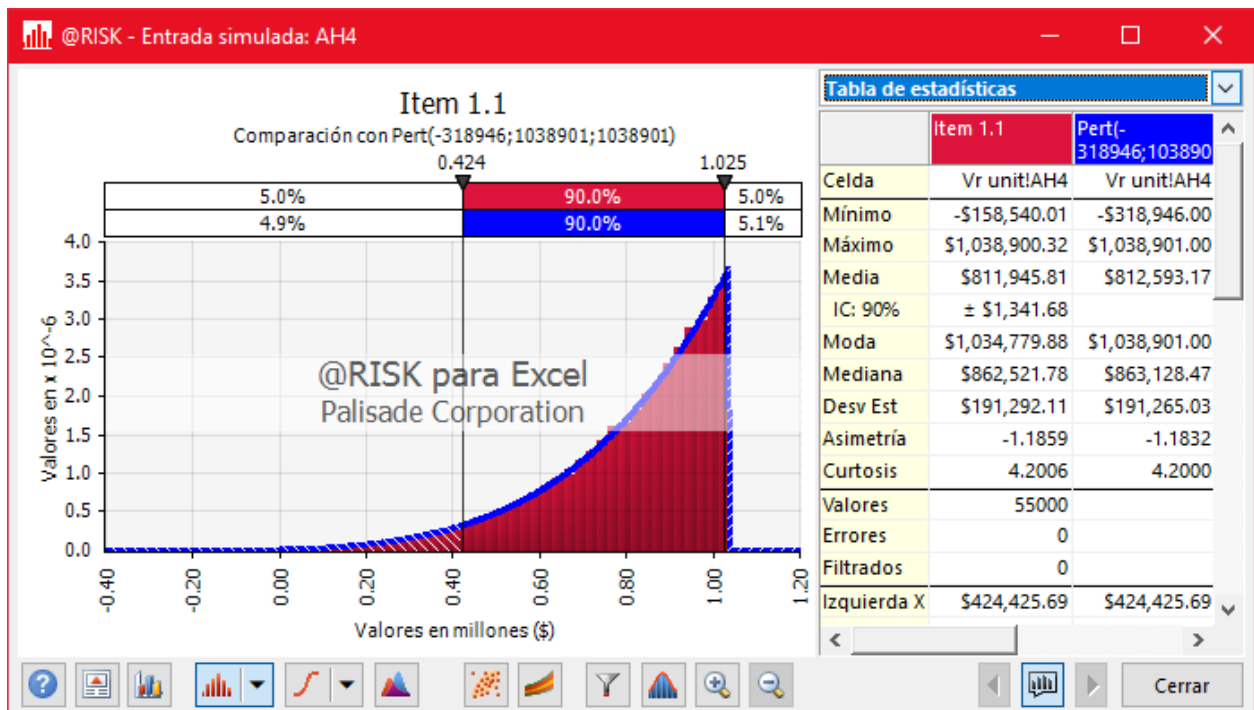 @RISK - Entrada simulada: AH4
Item 1.1
Comparación con Pert(-318946;1038901;1038901)
0.424 1.025
5.0% 90.0% 5.0%
4.9% 90.0% 5.1%
4.0
3.5
3.0
2.5
2.0
1.5
1.0
0.5
0.0
Valores en x 10^-6
@RISK para Excel
Palisade Corporation
-0.40 -0.20 0.00 0.20 0.40 0.60 0.80 1.00 1.20
Valores en millones ($)
Tabla de estadísticas
Item 1.1 Pert(-
318946;103890
Celda Vr unit!AH4 Vr unit!AH4
Mínimo -$158,540.01 -$318,946.00
Máximo $1,038,900.32 $1,038,901.00
Media $811,945.81 $812,593.17
IC: 90% ± $1,341.68
Moda $1,034,779.88 $1,038,901.00
Mediana $862,521.78 $863,128.47
Desv Est $191,292.11 $191,265.03
Asimetría -1.1859 -1.1832
Curtosis 4.2006 4.2000
Valores 55000
Errores 0
Filtrados 0
Izquierda X $424,425.69 $424,425.69
Cerrar